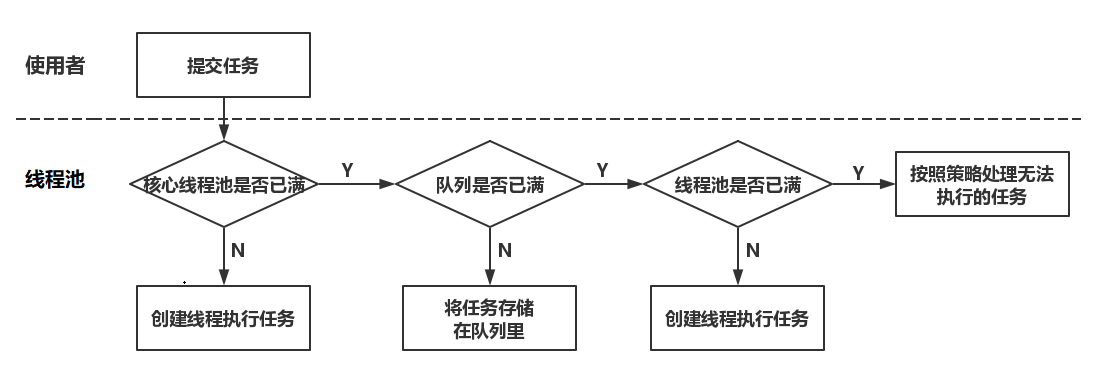 使用者
提交任务
线程池
核心线程池是否已满
Y
队列是否已满
Y
线程池是否已满
Y
按照策略处理无法
执行的任务
N
N
N
创建线程执行任务
将任务存储
在队列里
创建线程执行任务